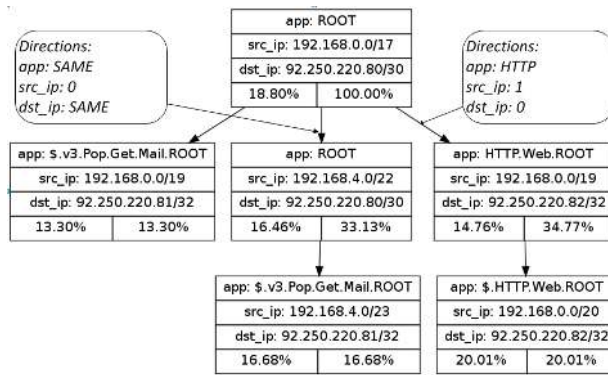 app: ROOT
src_ip: 192.168.0.0/17
dst_ip: 92.250.220.80/30
18.80% 100.00%
Directions:
app: SAME
src_ip: 0
dst_ip: SAME
Directions:
app: HTTP
src_ip: 1
dst_ip: 0
app: $.v3.Pop.Get.Mail.ROOT
src_ip: 192.168.0.0/19
dst_ip: 92.250.220.81/32
13.30% 13.30%
app: ROOT
src_ip: 192.168.4.0/22
dst_ip: 92.250.220.80/30
16.46% 33.13%
app: HTTP.Web.ROOT
src_ip: 192.168.0.0/19
dst_ip: 92.250.220.82/32
14.76% 34.77%
app: $.v3.Pop.Get.Mail.ROOT
src_ip: 192.168.4.0/23
dst_ip: 92.250.220.81/32
16.68% 16.68%
app: $.HTTP.Web.ROOT
src_ip: 192.168.0.0/20
dst_ip: 92.250.220.82/32
20.01% 20.01%